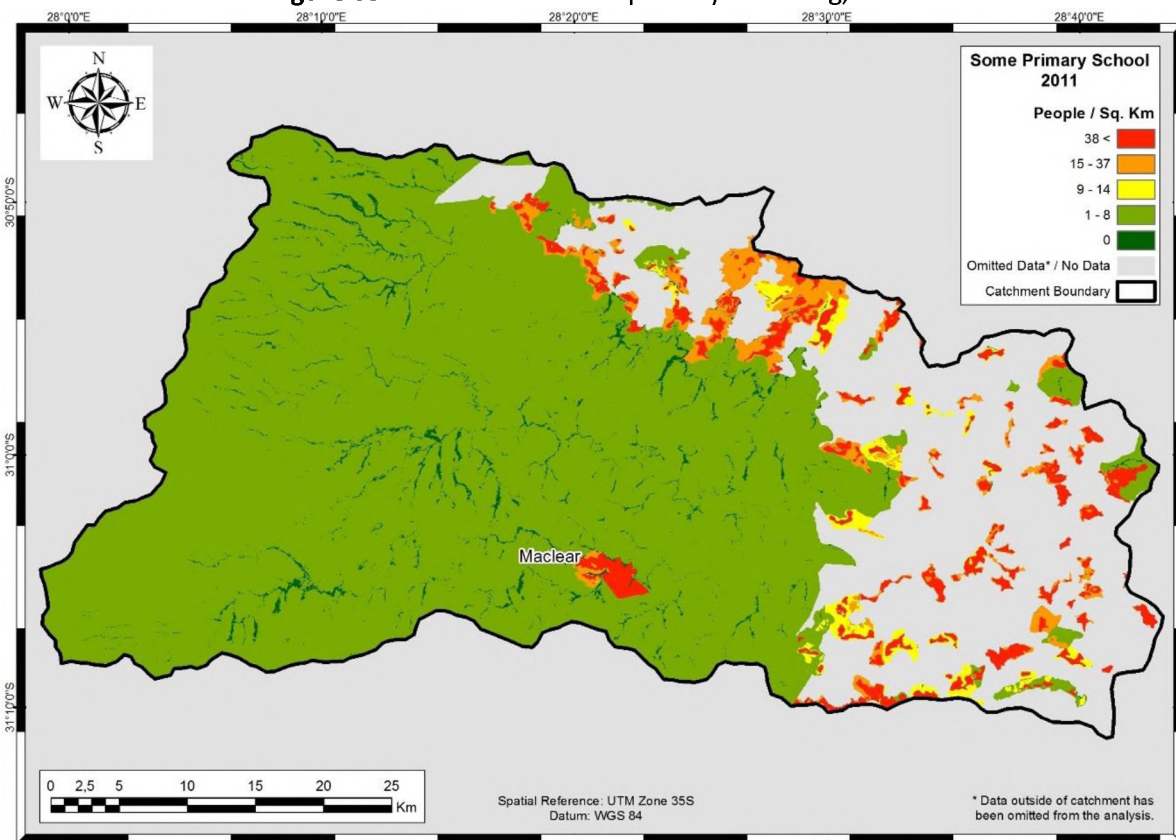 28°0'0"E
28°10'0"E
28°20'0"E
28°30'0"E
28°40'0"E
N
W
E
S
Some Primary School
2011
People / Sq. Km
38 <
15 - 37
9 - 14
1 - 8
0
Omitted Data* / No Data
Catchment Boundary
30°50'0"S
31°0'0"S
31°10'0"S
Maclear
0 2,5 5 10 15 20 25
Km
Spatial Reference: UTM Zone 35S
Datum: WGS 84
* Data outside of catchment has
been omitted from the analysis.